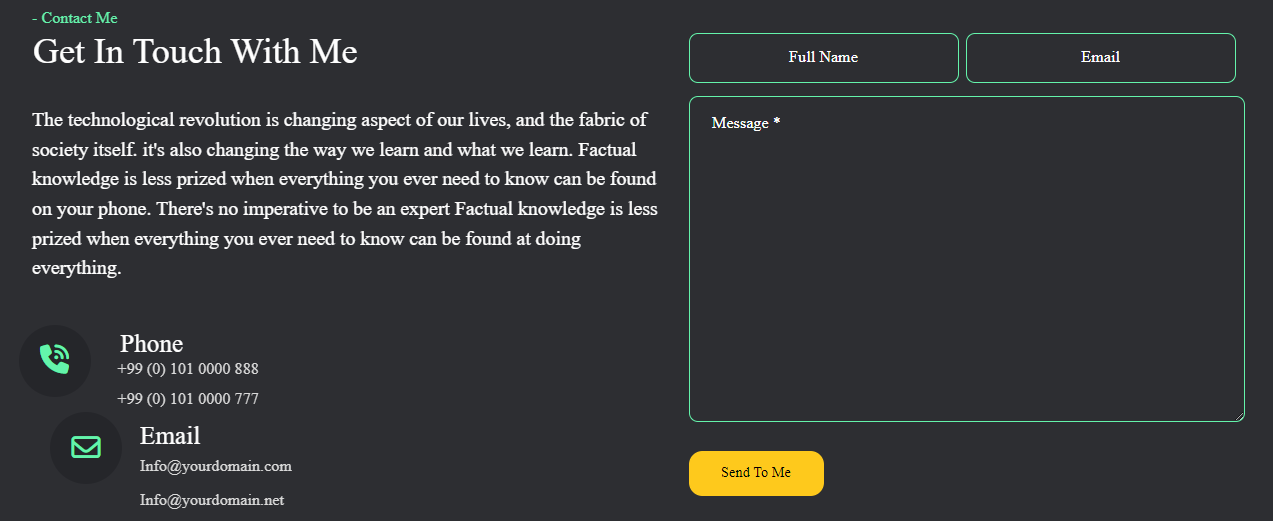 - Contact Me
Get In Touch With Me
The technological revolution is changing aspect of our lives, and the fabric of
society itself. it's also changing the way we learn and what we learn. Factual
knowledge is less prized when everything you ever need to know can be found
on your phone. There's no imperative to be an expert Factual knowledge is less
prized when everything you ever need to know can be found at doing
everything.
Phone
+99 (0) 101 0000 888
+99 (0) 101 0000 777
Email
Info@yourdomain.com
Info@yourdomain.net
Full Name
Email
Message *
Send To Me